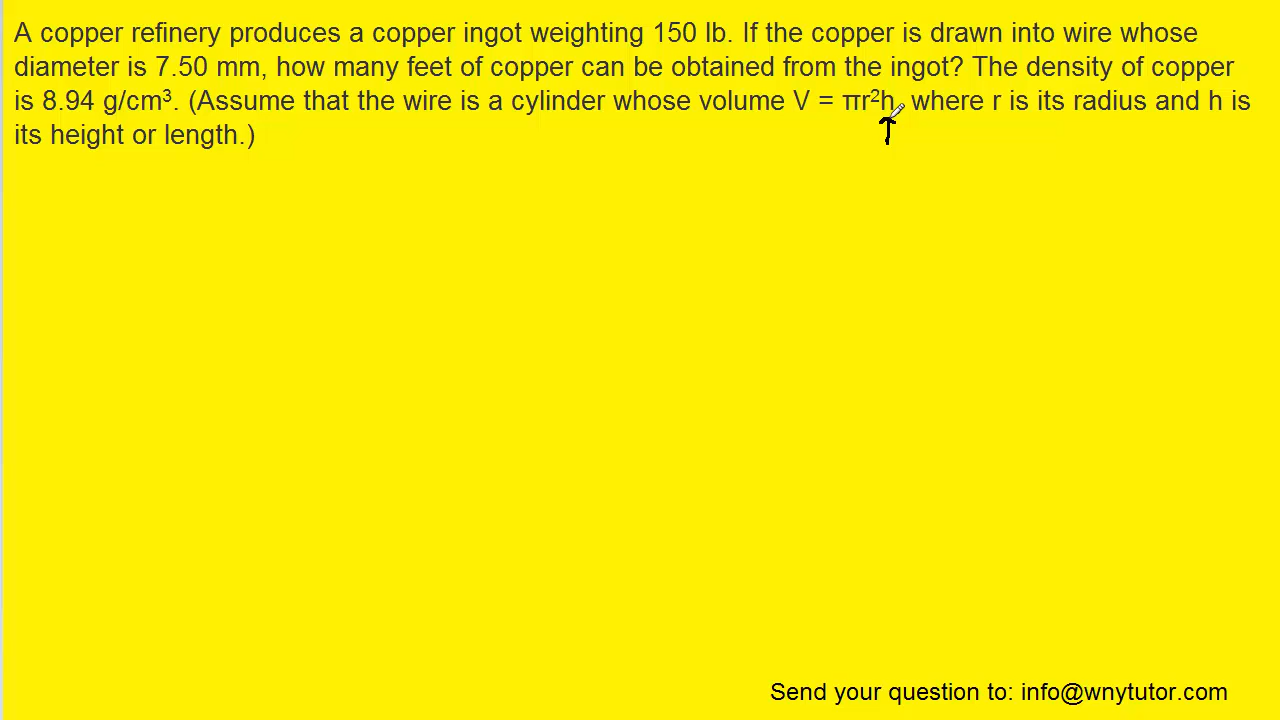 A copper refinery produces a copper ingot weighting 150 lb. If the copper is drawn into wire whose
diameter is 7.50 mm, how many feet of copper can be obtained from the ingot? The density of copper
is 8.94 g/cm³. (Assume that the wire is a cylinder whose volume V = πr²h, where r is its radius and h is
its height or length.)
Send your question to: info@wnytutor.com